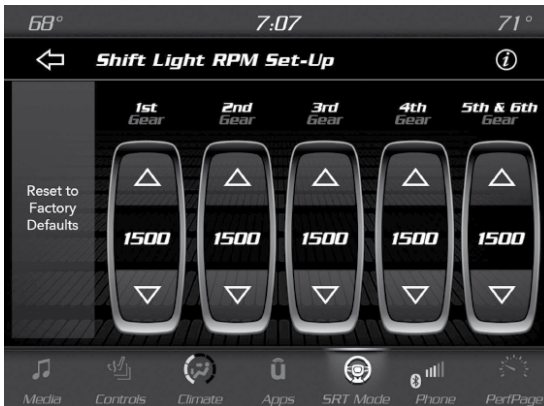 68° 7:07 71°
Shift Light RPM Set-Up i
1st 2nd 3rd 4th 5th & 6th
Gear Gear Gear Gear Gear
Reset to
Factory
Defaults
1500 1500 1500 1500 1500
Media Controls Climate Apps SRT Mode Phone PerfPage